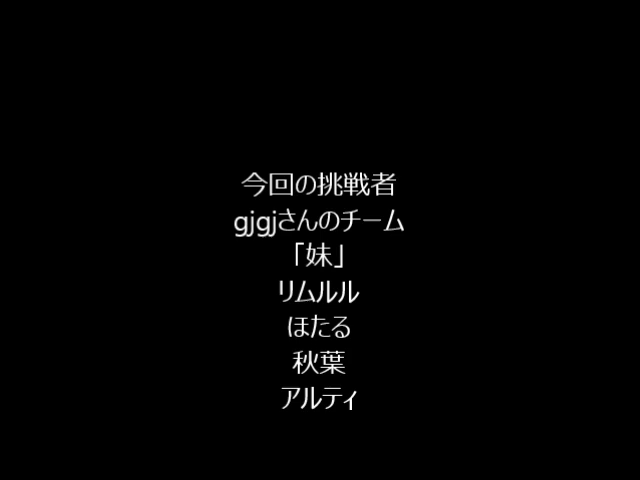 今回の挑戦者
gjgjさんのチーム
「妹」
リムルル
ほたる
秋葉
アルティ